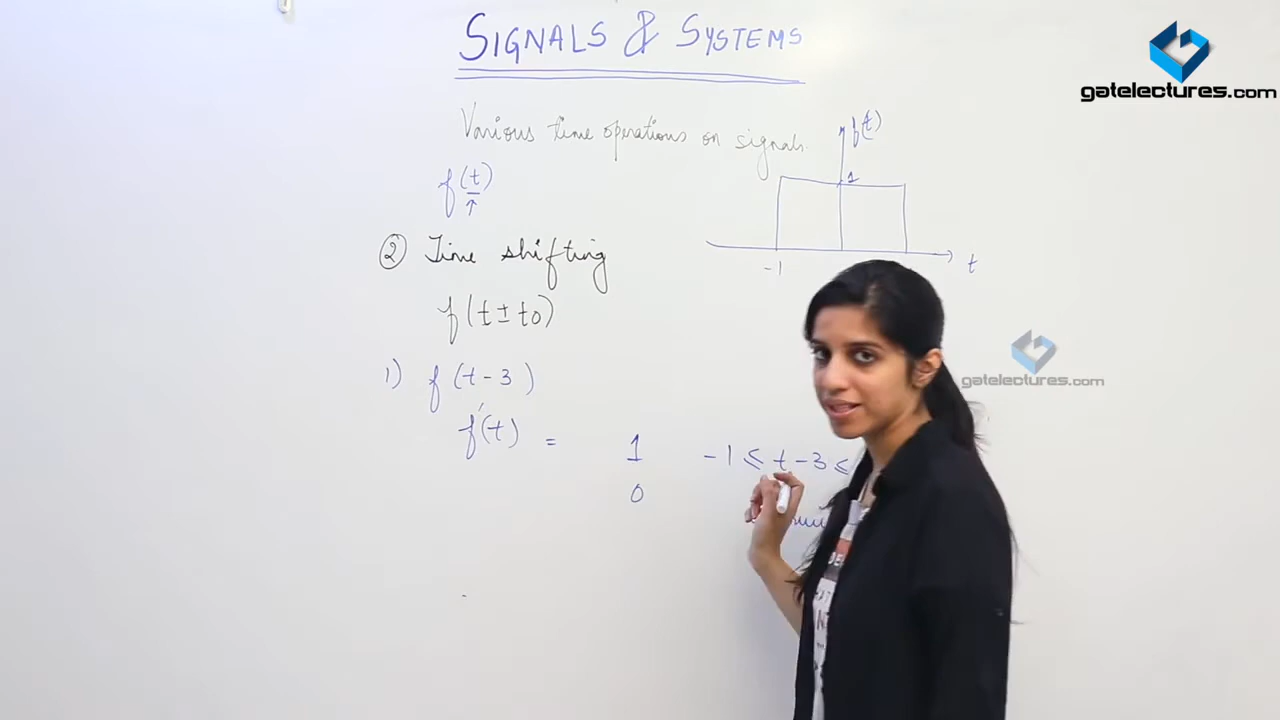 SIGNALS & SYSTEMS
gatelectures.com
Various time operations on signals.
f(t)
1
f(t)
↑
-1
t
② Time shifting
f(t±t0)
gatelectures.com
1) f(t-3)
f'(t) = 1 -1 ≤ t-3 ≤
0